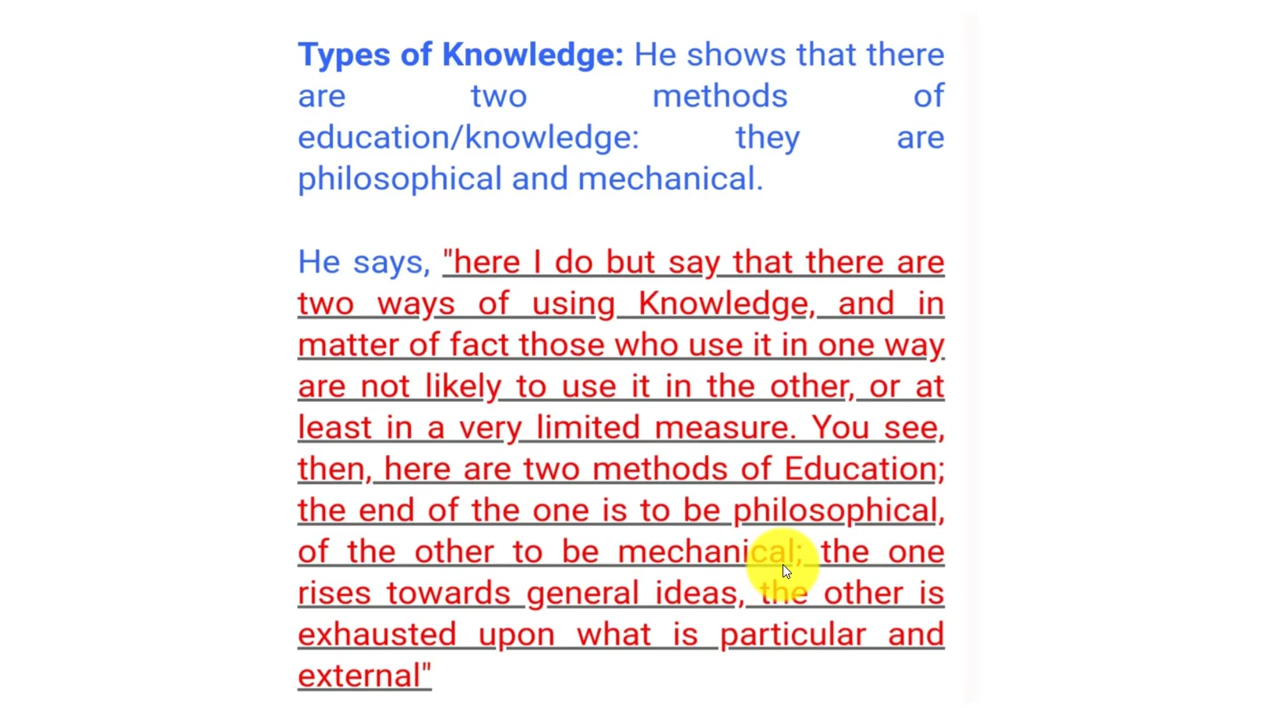 Types of Knowledge: He shows that there
are two methods of
education/knowledge: they are
philosophical and mechanical.
He says, "here I do but say that there are
two ways of using Knowledge, and in
matter of fact those who use it in one way
are not likely to use it in the other, or at
least in a very limited measure. You see,
then, here are two methods of Education;
the end of the one is to be philosophical,
of the other to be mechanical; the one
rises towards general ideas, the other is
exhausted upon what is particular and
external"